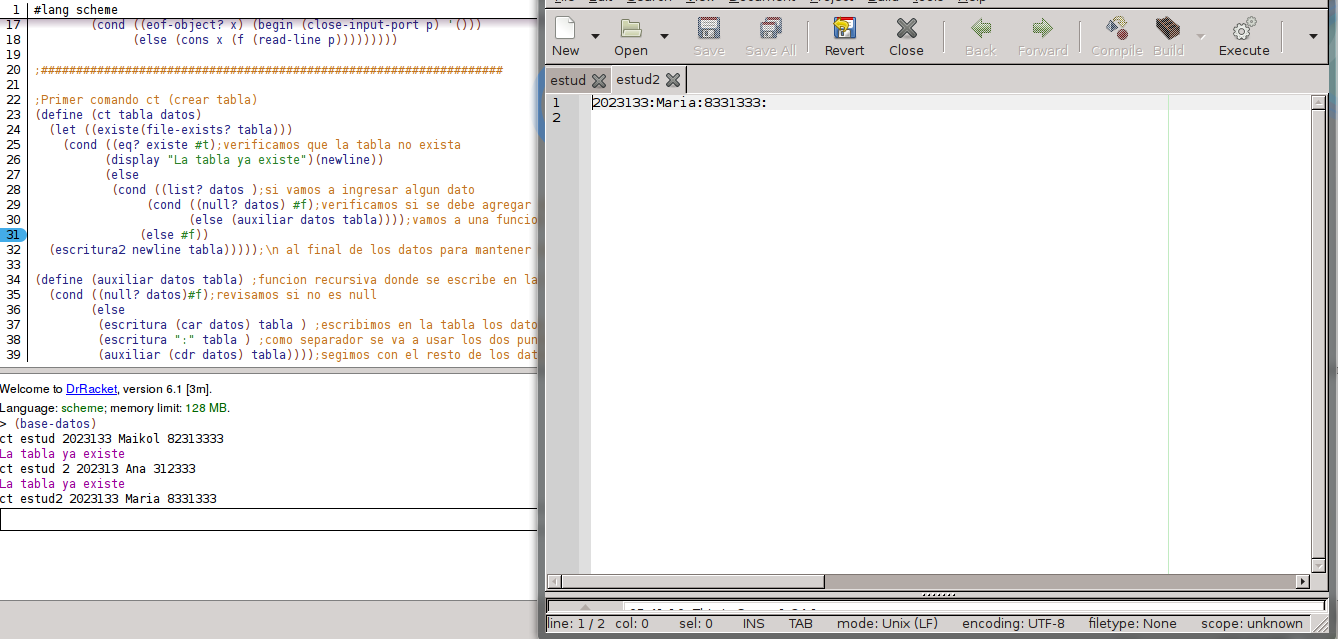 1 #lang scheme
17 (cond ((eof-object? x) (begin (close-input-port p) '()))
18 (else (cons x (f (read-line p)))))))))
19
20 ;##################################################################
21
22 ;Primer comando ct (crear tabla)
23 (define (ct tabla datos)
24 (let ((existe(file-exists? tabla)))
25 (cond ((eq? existe #t);verificamos que la tabla no exista
26 (display "La tabla ya existe")(newline))
27 (else
28 (cond ((list? datos );si vamos a ingresar algun dato
29 (cond ((null? datos) #f);verificamos si se debe agregar
30 (else (auxiliar datos tabla))));vamos a una funcio
31 (else #f))
32 (escritura2 newline tabla)))));\n al final de los datos para mantener
33
34 (define (auxiliar datos tabla) ;funcion recursiva donde se escribe en la
35 (cond ((null? datos)#f);revisamos si no es null
36 (else
37 (escritura (car datos) tabla ) ;escribimos en la tabla los dato
38 (escritura ":" tabla ) ;como separador se va a usar los dos pun
39 (auxiliar (cdr datos) tabla))));segimos con el resto de los dat
Welcome to DrRacket, version 6.1 [3m].
Language: scheme; memory limit: 128 MB.
> (base-datos)
ct estud 2023133 Maikol 82313333
La tabla ya existe
ct estud 2 202313 Ana 312333
La tabla ya existe
ct estud2 2023133 Maria 8331333
New Open Save Save All Revert Close Back Forward Compile Build Execute
estud estud2
1 2023133:Maria:8331333:
2
line: 1 / 2 col: 0 sel: 0 INS TAB mode: Unix (LF) encoding: UTF-8 filetype: None scope: unknown